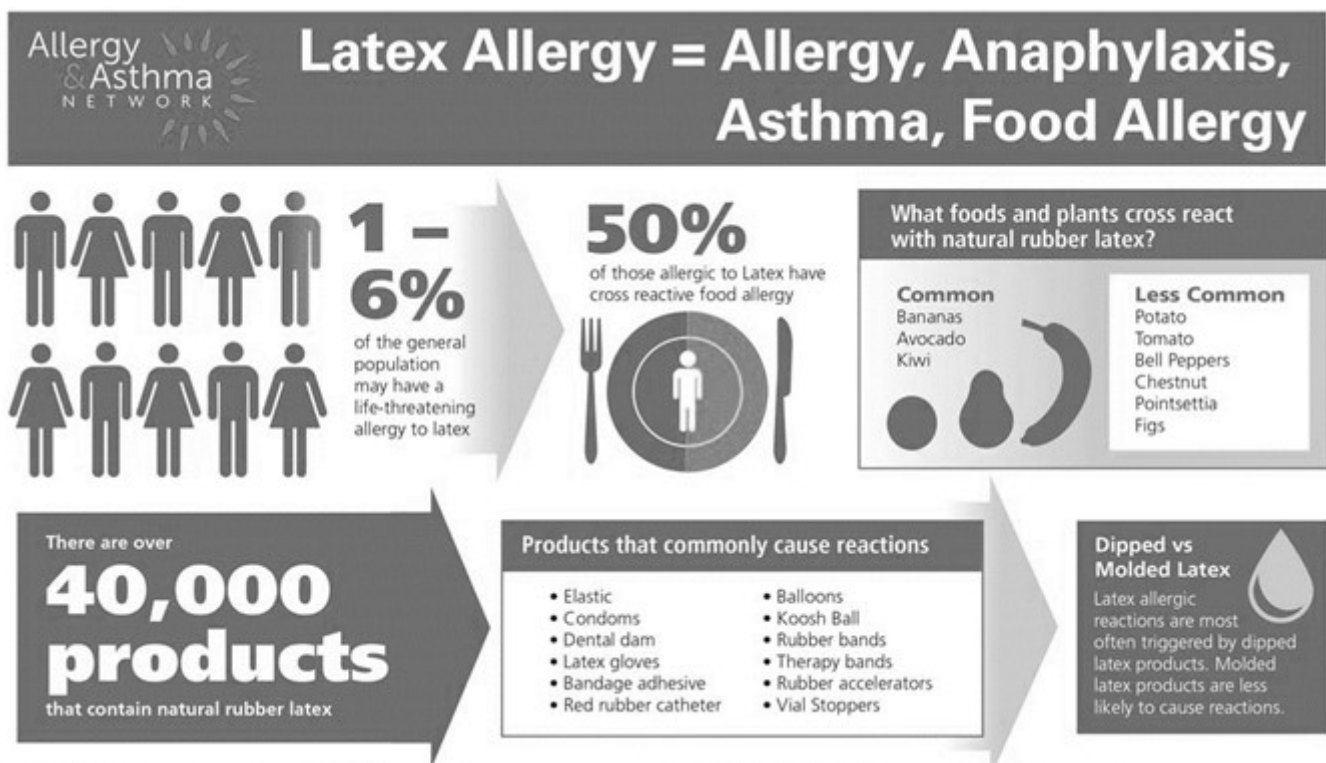 Allergy
& Asthma
NETWORK
Latex Allergy = Allergy, Anaphylaxis,
Asthma, Food Allergy
1 –
6%
of the general
population
may have a
life-threatening
allergy to latex
50%
of those allergic to Latex have
cross reactive food allergy
What foods and plants cross react
with natural rubber latex?
Common
Bananas
Avocado
Kiwi
Less Common
Potato
Tomato
Bell Peppers
Chestnut
Pointsettia
Figs
There are over
40,000
products
that contain natural rubber latex
Products that commonly cause reactions
• Elastic
• Condoms
• Dental dam
• Latex gloves
• Bandage adhesive
• Red rubber catheter
• Balloons
• Koosh Ball
• Rubber bands
• Therapy bands
• Rubber accelerators
• Vial Stoppers
Dipped vs
Molded Latex
Latex allergic
reactions are most
often triggered by dipped
latex products. Molded
latex products are less
likely to cause reactions.